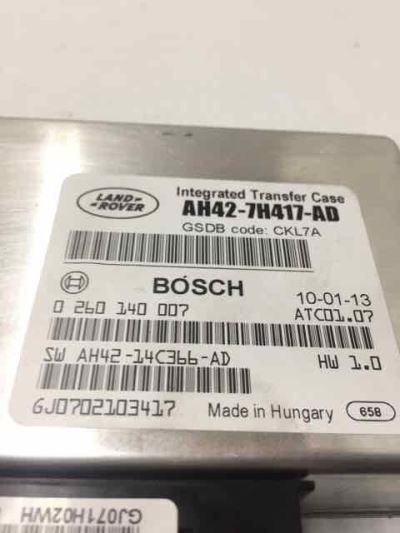 LAND-
ROVER
Integrated Transfer Case
AH42-7H417-AD
GSDB code: CKL7A
BOSCH
10-01-13
0 260 140 007
ATC01.07
SW AH42-14C366-AD
HW 1.0
GJ0702103417
Made in Hungary
658
GJ071H02WH